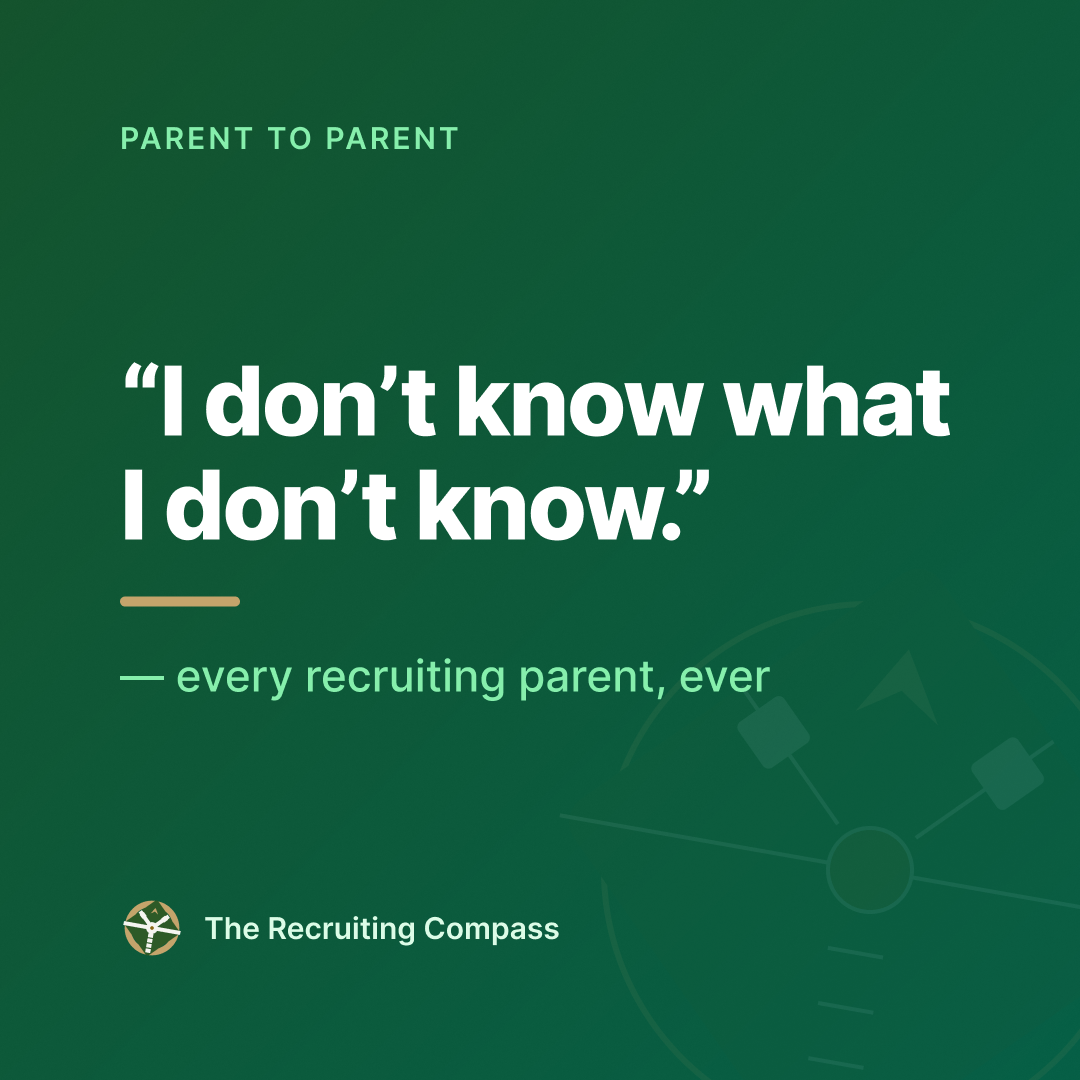 PARENT TO PARENT
“I don’t know what
I don’t know.”
— every recruiting parent, ever
The Recruiting Compass